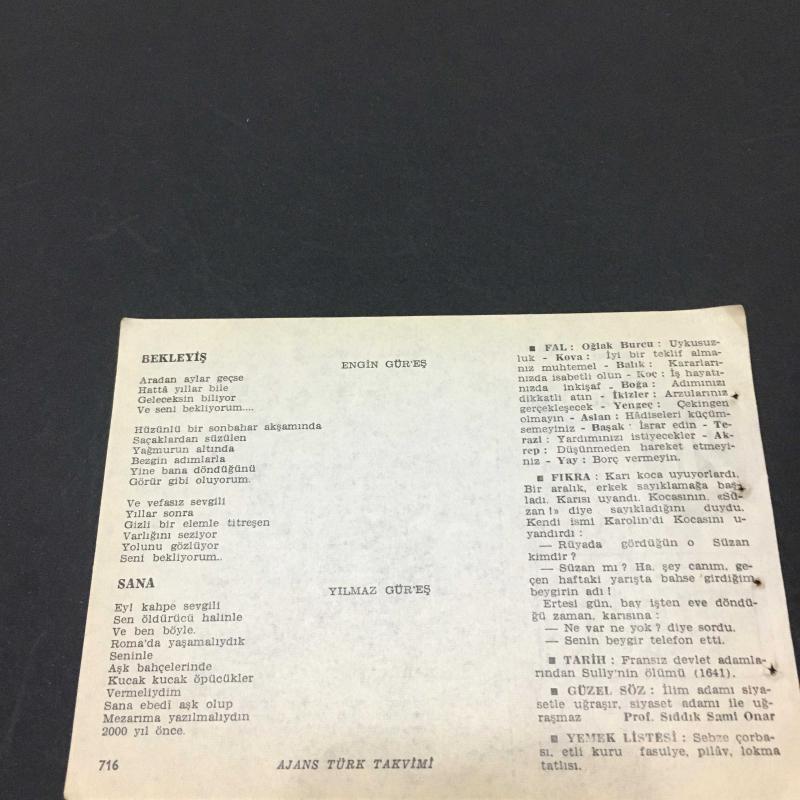 BEKLEYİŞ
ENGİN GÜR'EŞ
Aradan aylar geçse
Hattâ yıllar bile
Geleceksin biliyor
Ve seni bekliyorum....
Hüzünlü bir sonbahar akşamında
Saçaklardan süzülen
Yağmurun altında
Bezgin adımlarla
Yine bana döndüğünü
Görür gibi oluyorum.
Ve vefasız sevgili
Yıllar sonra
Gizli bir elemle titreşen
Varlığını seziyor
Yolunu gözlüyor
Seni bekliyorum..
SANA
YILMAZ GÜR'EŞ
Ey! kahpe sevgili
Sen öldürücü halinle
Ve ben böyle.
Roma'da yaşamalıydık
Seninle
Aşk bahçelerinde
Kucak kucak öpücükler
Vermeliydim
Sana ebedi aşk olup
Mezarıma yazılmalıydın
2000 yıl önce.
716
AJANS TÜRK TAKVİMİ
■ FAL : Oğlak Burcu : Uykusuz-
luk - Kova : İyi bir teklif alma-
nız muhtemel - Balık : Kararları-
nızda isabetli olun - Koç : İş hayatı-
nızda inkişaf - Boğa : Adımınızı
dikkatli atın - İkizler : Arzularınız
gerçekleşecek - Yengeç : Çekingen
olmayın - Aslan : Hâdiseleri küçüm-
semeyiniz - Başak : İsrar edin - Te-
razi : Yardımınızı istiyecekler - Ak-
rep : Düşünmeden hareket etmeyi-
niz - Yay : Borç vermeyin.
■ FIKRA : Karı koca uyuyorlardı.
Bir aralık, erkek sayıklamağa baş-
ladı. Karısı uyandı. Kocasının, «Sü-
zan!» diye sayıkladığını duydu.
Kendi ismi Karolin'di Kocasını u-
yandırdı :
— Rüyada gördüğün o Süzan
kimdir ?
— Süzan mı ? Ha, şey canım, ge-
çen haftaki yarışta bahse girdiğim
beygirin adı !
Ertesi gün, bay işten eve döndü-
ğü zaman, karısına :
— Ne var ne yok ? diye sordu.
— Senin beygir telefon etti.
■ TARİH : Fransız devlet adamla-
rından Sully'nin ölümü (1641).
■ GÜZEL SÖZ : İlim adamı siya-
setle uğraşır, siyaset adamı ile uğ-
raşmaz Prof. Sıddık Sami Onar
■ YEMEK LİSTESİ : Sebze çorba-
sı, etli kuru fasulye, pilâv, lokma
tatlısı.